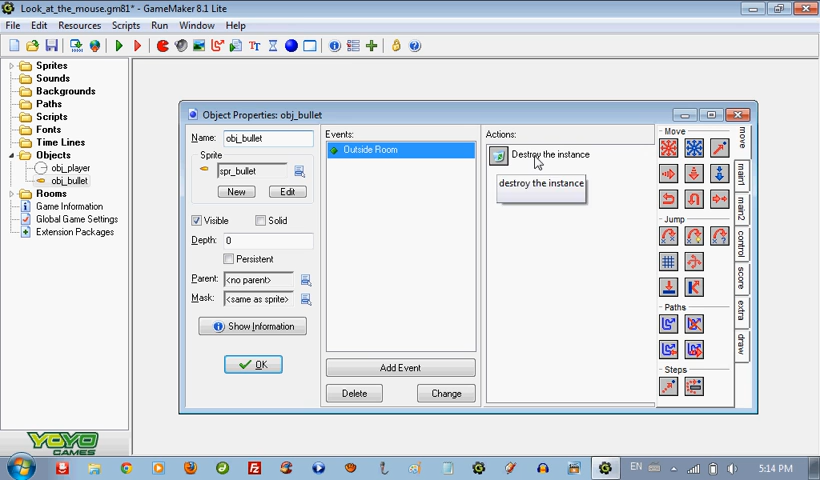 Look_at_the_mouse.gm81* - GameMaker 8.1 Lite
File Edit Resources Scripts Run Window Help
Sprites
Sounds
Backgrounds
Paths
Scripts
Fonts
Time Lines
Objects
obj_player
obj_bullet
Rooms
Game Information
Global Game Settings
Extension Packages
YOYO
GAMES
Object Properties: obj_bullet
Name: obj_bullet
Sprite
spr_bullet
New Edit
Visible Solid
Depth: 0
Persistent
Parent: <no parent>
Mask: <same as sprite>
Show Information
OK
Events:
Outside Room
Add Event
Delete Change
Actions:
Destroy the instance
destroy the instance
Move
Jump
Paths
Steps
move
main1
main2
control
score
extra
draw
EN 5:14 PM